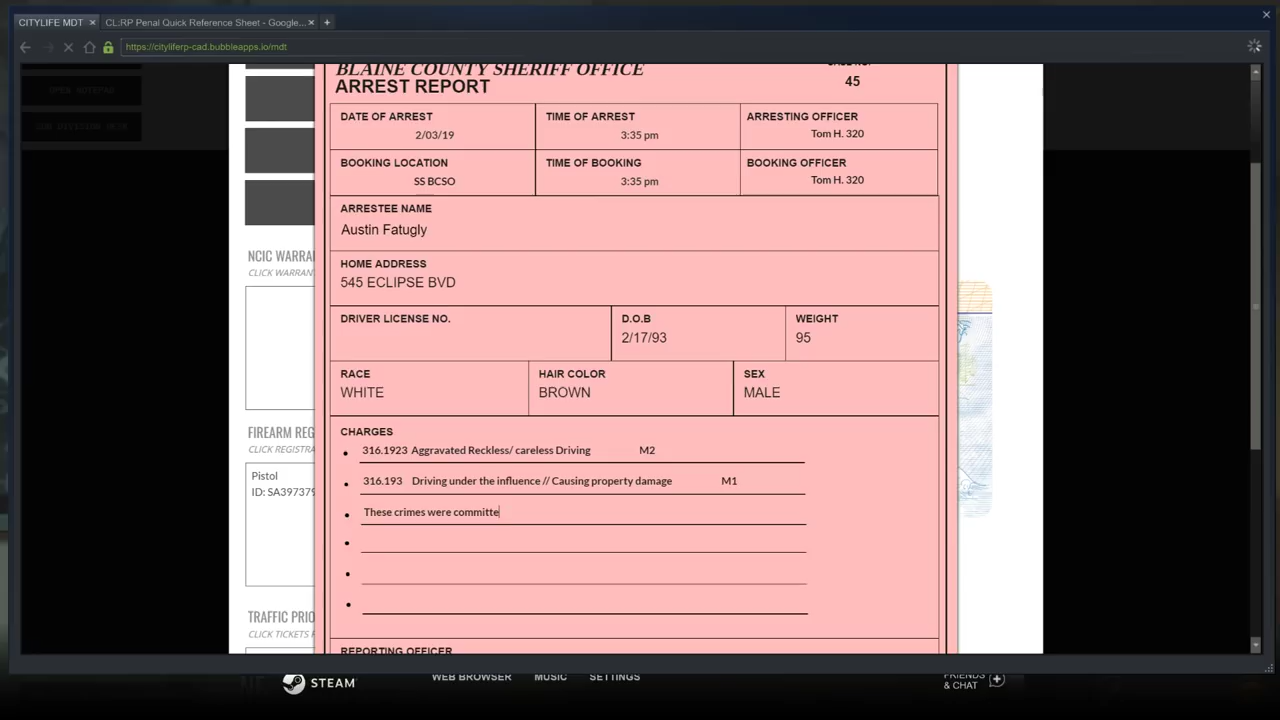 CITYLIFE MDT × CL:RP Penal Quick Reference Sheet - Google... × +
https://cityliferp-cad.bubbleapps.io/mdt
BLAINE COUNTY SHERIFF OFFICE
ARREST REPORT
45
DATE OF ARREST TIME OF ARREST ARRESTING OFFICER
2/03/19 3:35 pm Tom H. 320
BOOKING LOCATION TIME OF BOOKING BOOKING OFFICER
SS BCSO 3:35 pm Tom H. 320
ARRESTEE NAME
Austin Fatugly
HOME ADDRESS
545 ECLIPSE BVD
DRIVER LICENSE NO. D.O.B WEIGHT
2/17/93 95
RACE HAIR COLOR SEX
WHITE BROWN MALE
CHARGES
• 316.1923 Aggravated Reckless/ careless Driving M2
• 316.193 Driving under the influence // Causing property damage M1
• These crimes were committe
REPORTING OFFICER
OPEN NOTEPAD
NCIC WARRA
CLICK WARRAN
FIREARM REG
CLICK REGISTRA
Pistol
ID: SA397379
TRAFFIC PRIO
CLICK TICKETS F
STEAM
WEB BROWSER MUSIC SETTINGS
FRIENDS
& CHAT